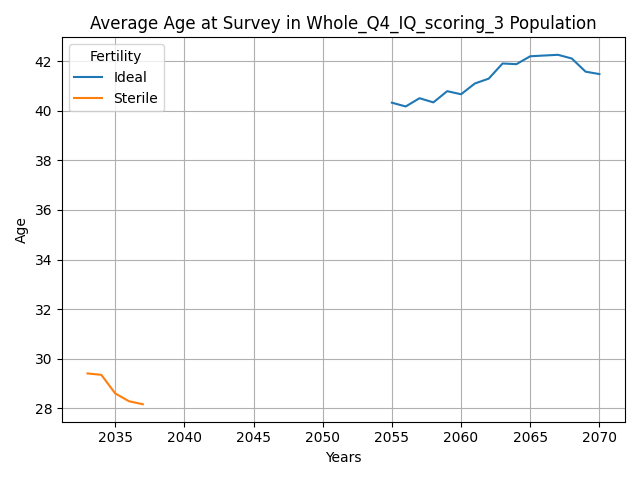 Average Age at Survey in Whole_Q4_IQ_scoring_3 Population
Fertility
Ideal
Sterile
42
40
38
36
34
32
30
28
Age
2035 2040 2045 2050 2055 2060 2065 2070
Years